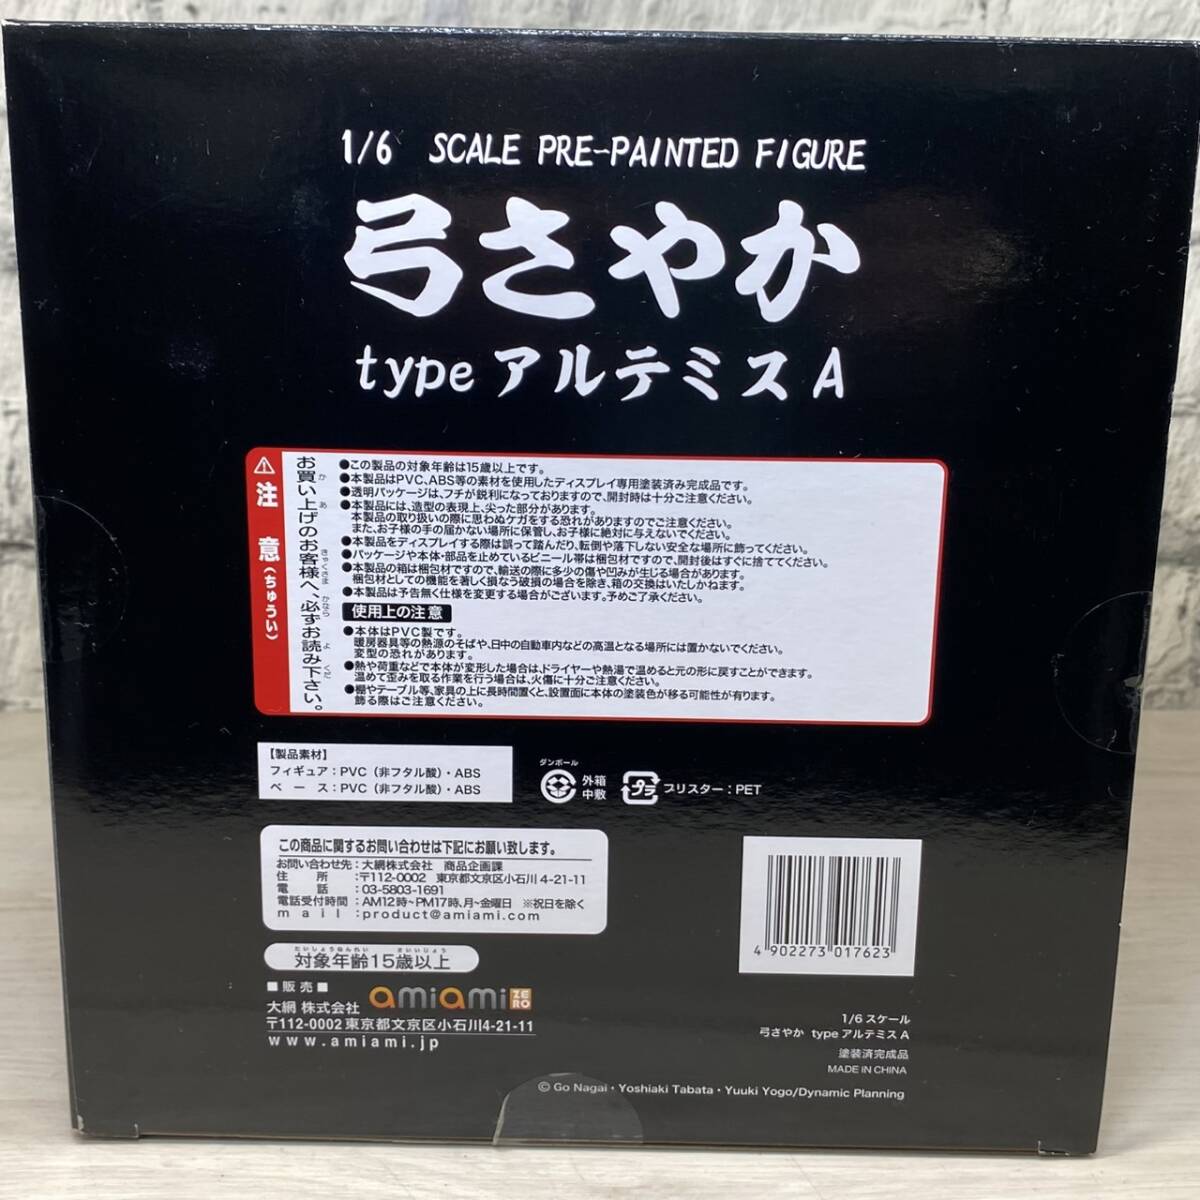 1/6 SCALE PRE-PAINTED FIGURE
弓さやか
type アルテミス A
⚠注意(ちゅうい)
お買い上げのお客様へ、必ずお読み下さい。
●この製品の対象年齢は15歳以上です。
●本製品はPVC、ABS等の素材を使用したディスプレイ専用塗装済み完成品です。
●透明パッケージは、フチが鋭利になっておりますので、開封時は十分ご注意ください。
●本製品には、造型の表現上、尖った部分があります。
本製品の取り扱いの際に思わぬケガをする恐れがありますのでご注意ください。
また、お子様の手の届かない場所に保管し、お子様に絶対に与えないでください。
●本製品をディスプレイする際は誤って踏んだり、転倒や落下しない安全な場所に飾ってください。
●パッケージや本体・部品を止めているビニール帯は梱包材ですので、開封後はすぐに捨ててください。
●本製品の箱は梱包材ですので、輸送の際に多少の傷や凹みが生じる場合があります。
梱包材としての機能を著しく損なう破損の場合を除き、箱の交換はいたしかねます。
●本製品は予告無く仕様を変更する場合がございます。予めご了承ください。
使用上の注意
●本体はPVC製です。
暖房器具等の熱源のそばや、日中の自動車内などの高温となる場所には置かないでください。
変型の恐れがあります。
●熱や荷重などで本体が変形した場合は、ドライヤーや熱湯で温めると元の形に戻すことができます。
温めて歪みを取る作業を行う場合は、火傷に十分ご注意ください。
●棚やテーブル等、家具の上に長時間置くと、設置面に本体の塗装色が移る可能性が有ります。
飾る際はご注意ください。
【製品素材】
フィギュア：PVC（非フタル酸）・ABS
ベース：PVC（非フタル酸）・ABS
ダンボール
外箱
中敷
プラ
ブリスター：PET
この商品に関するお問い合わせは下記にお願い致します。
お問い合わせ先：大網株式会社 商品企画課
住所：〒112-0002 東京都文京区小石川4-21-11
電話：03-5803-1691
電話受付時間：AM12時~PM17時、月~金曜日 ※祝日を除く
mail：product@amiami.com
たいしょうねんれい さいいじょう
対象年齢15歳以上
■販売■
大網株式会社 amiami ZERO
〒112-0002 東京都文京区小石川4-21-11
www.amiami.jp
4 902273 017623
1/6スケール
弓さやか typeアルテミスA
塗装済完成品
MADE IN CHINA
© Go Nagai・Yoshiaki Tabata・Yuuki Yogo/Dynamic Planning